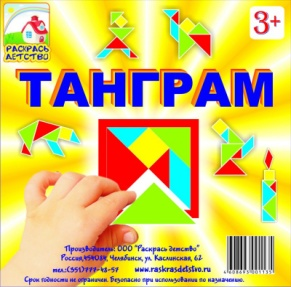 РАСКРАСЬ
ДЕТСТВО
3+
ТАНГРАМ
Производитель: ООО "Раскрась детство"
Россия,454084, Челябинск, ул. Каслинская, 62
www.raskrasdetstvo.ru
Срок годности не ограничен. Безопасно при использовании по назначению.